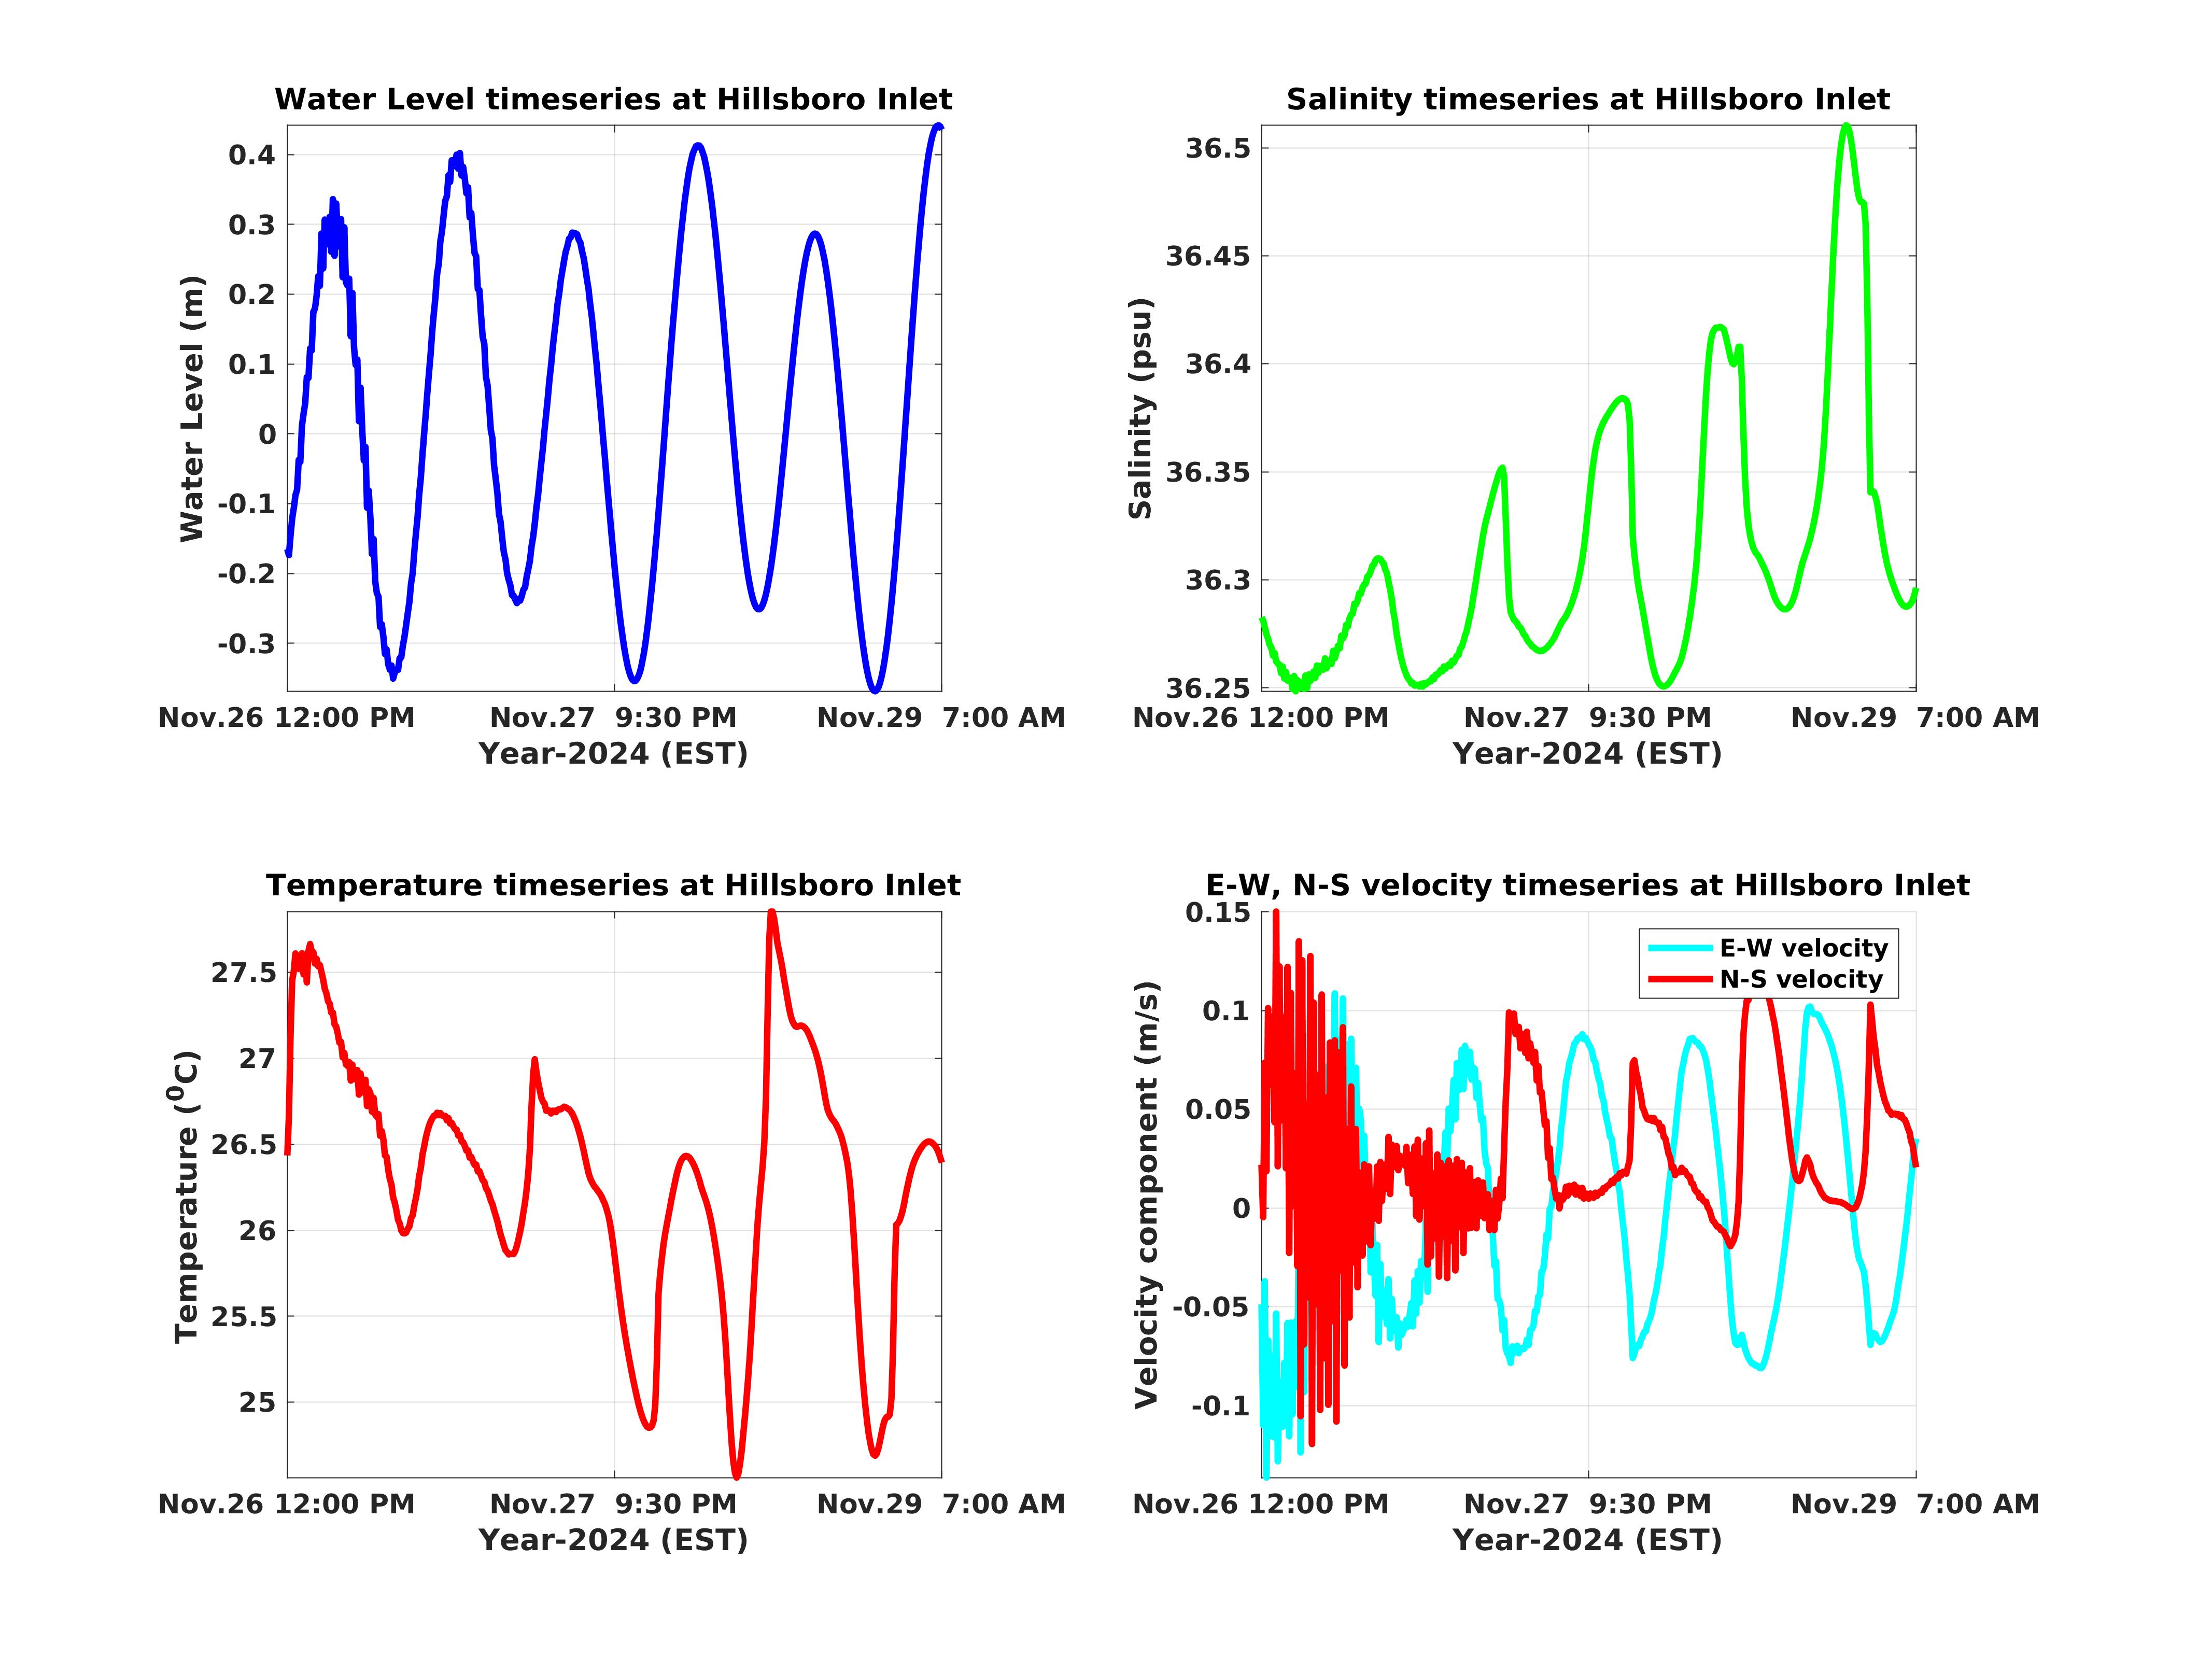 Water Level timeseries at Hillsboro Inlet
Water Level (m)
0.4
0.3
0.2
0.1
0
-0.1
-0.2
-0.3
Nov.26 12:00 PM
Nov.27 9:30 PM
Nov.29 7:00 AM
Year-2024 (EST)
Salinity timeseries at Hillsboro Inlet
Salinity (psu)
36.5
36.45
36.4
36.35
36.3
36.25
Nov.26 12:00 PM
Nov.27 9:30 PM
Nov.29 7:00 AM
Year-2024 (EST)
Temperature timeseries at Hillsboro Inlet
Temperature (⁰C)
27.5
27
26.5
26
25.5
25
Nov.26 12:00 PM
Nov.27 9:30 PM
Nov.29 7:00 AM
Year-2024 (EST)
E-W, N-S velocity timeseries at Hillsboro Inlet
Velocity component (m/s)
0.15
0.1
0.05
0
-0.05
-0.1
E-W velocity
N-S velocity
Nov.26 12:00 PM
Nov.27 9:30 PM
Nov.29 7:00 AM
Year-2024 (EST)